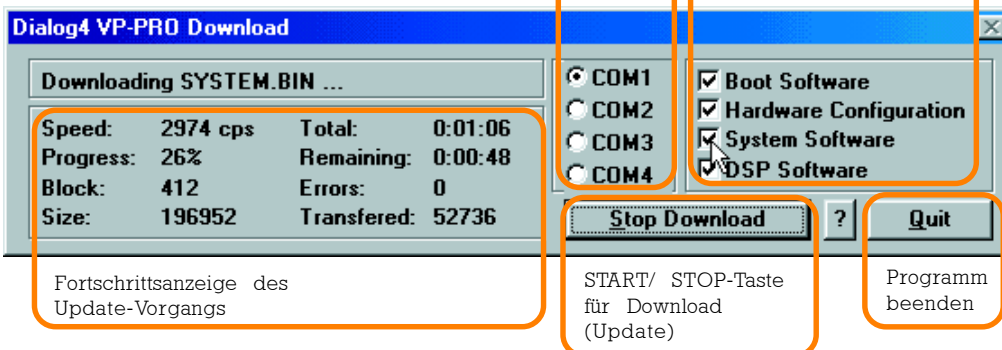 Dialog4 VP-PRO Download
Downloading SYSTEM.BIN ...
Speed: 2974 cps Total: 0:01:06
Progress: 26% Remaining: 0:00:48
Block: 412 Errors: 0
Size: 196952 Transfered: 52736
COM1
COM2
COM3
COM4
Boot Software
Hardware Configuration
System Software
DSP Software
Stop Download
?
Quit
Fortschrittsanzeige des
Update-Vorgangs
START/ STOP-Taste
für Download
(Update)
Programm
beenden